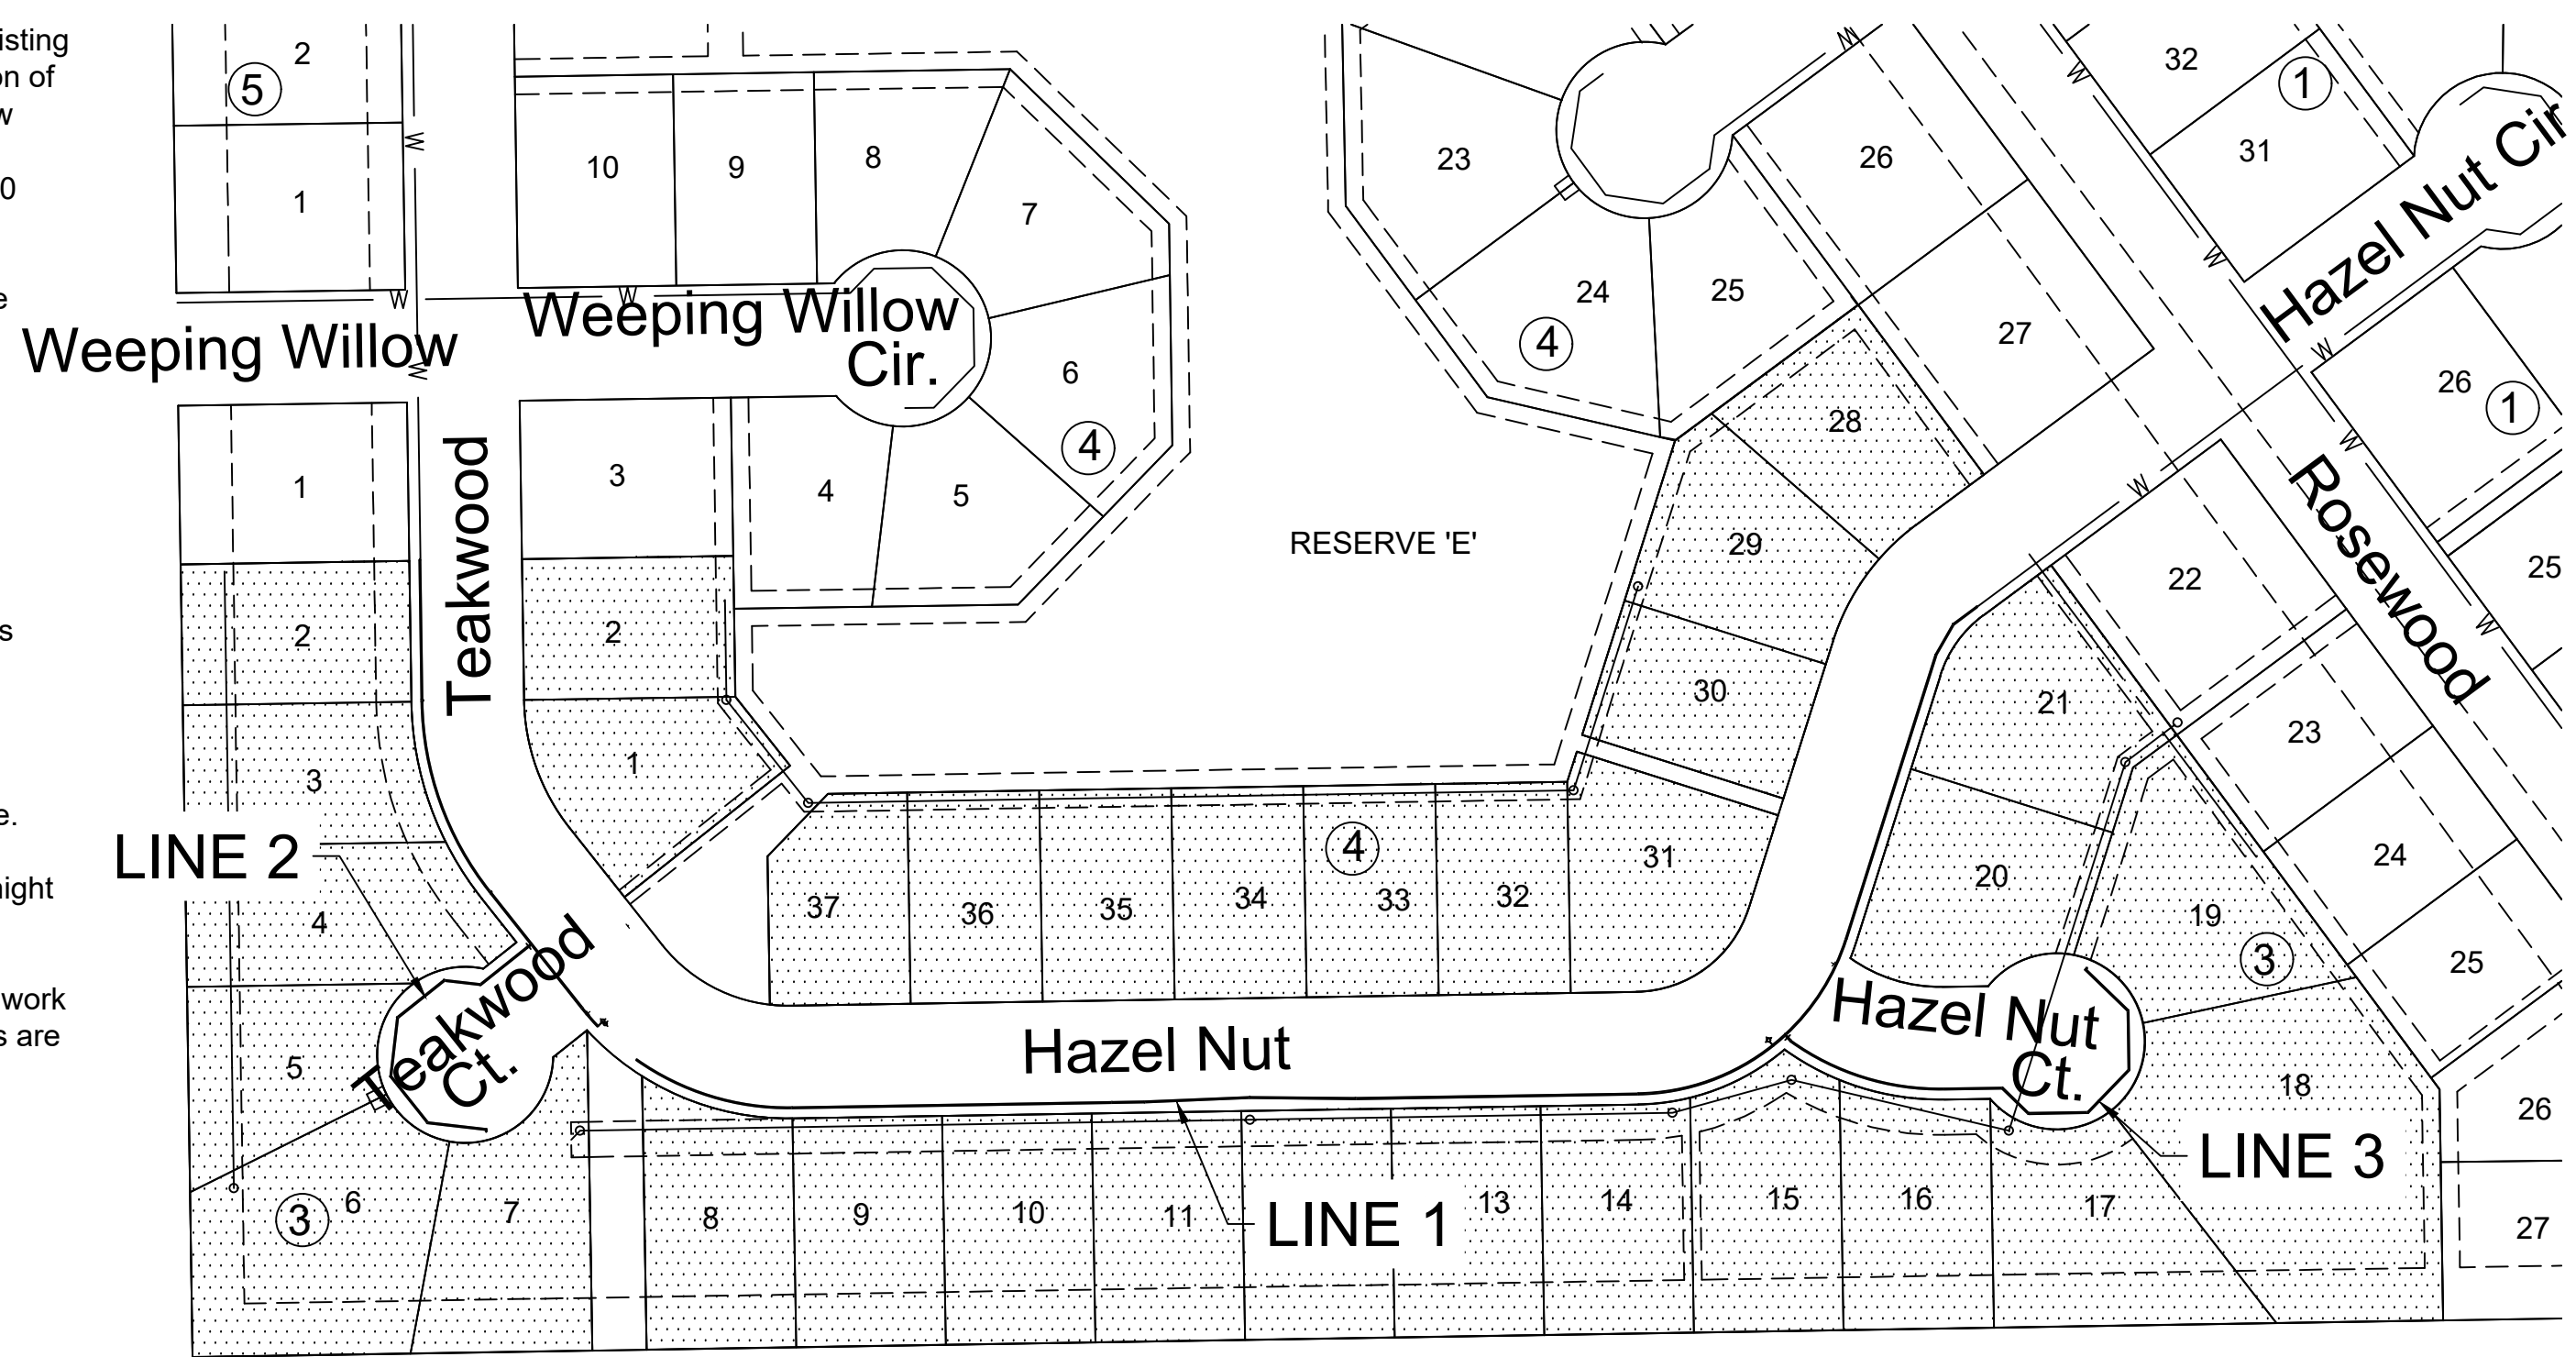 isting
on of
w
0
e
s
e.
night
work
s are
2
5
1
10
9
8
7
6
4
5
4
Weeping Willow
Weeping Willow
Cir.
W
W
W
W
1
3
2
2
1
3
4
5
6
3
7
Teakwood
LINE 2
Teakwood
Ct.
RESERVE 'E'
23
24
25
4
26
27
28
29
30
31
4
37
36
35
34
33
32
Hazel Nut
8
9
10
11
13
14
15
16
17
18
LINE 1
LINE 3
Hazel Nut
Ct.
19
3
20
21
22
23
24
25
26
27
Rosewood
W
W
W
W
W
W
W
32
1
31
Hazel Nut Cir
26
1
25